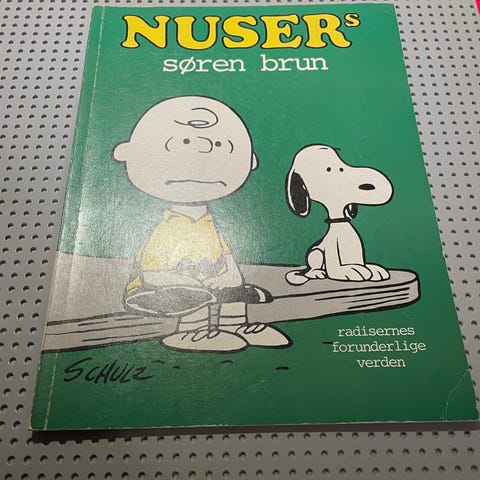 NUSERs
søren brun
radisernes
forunderlige
verden
SCHULZ